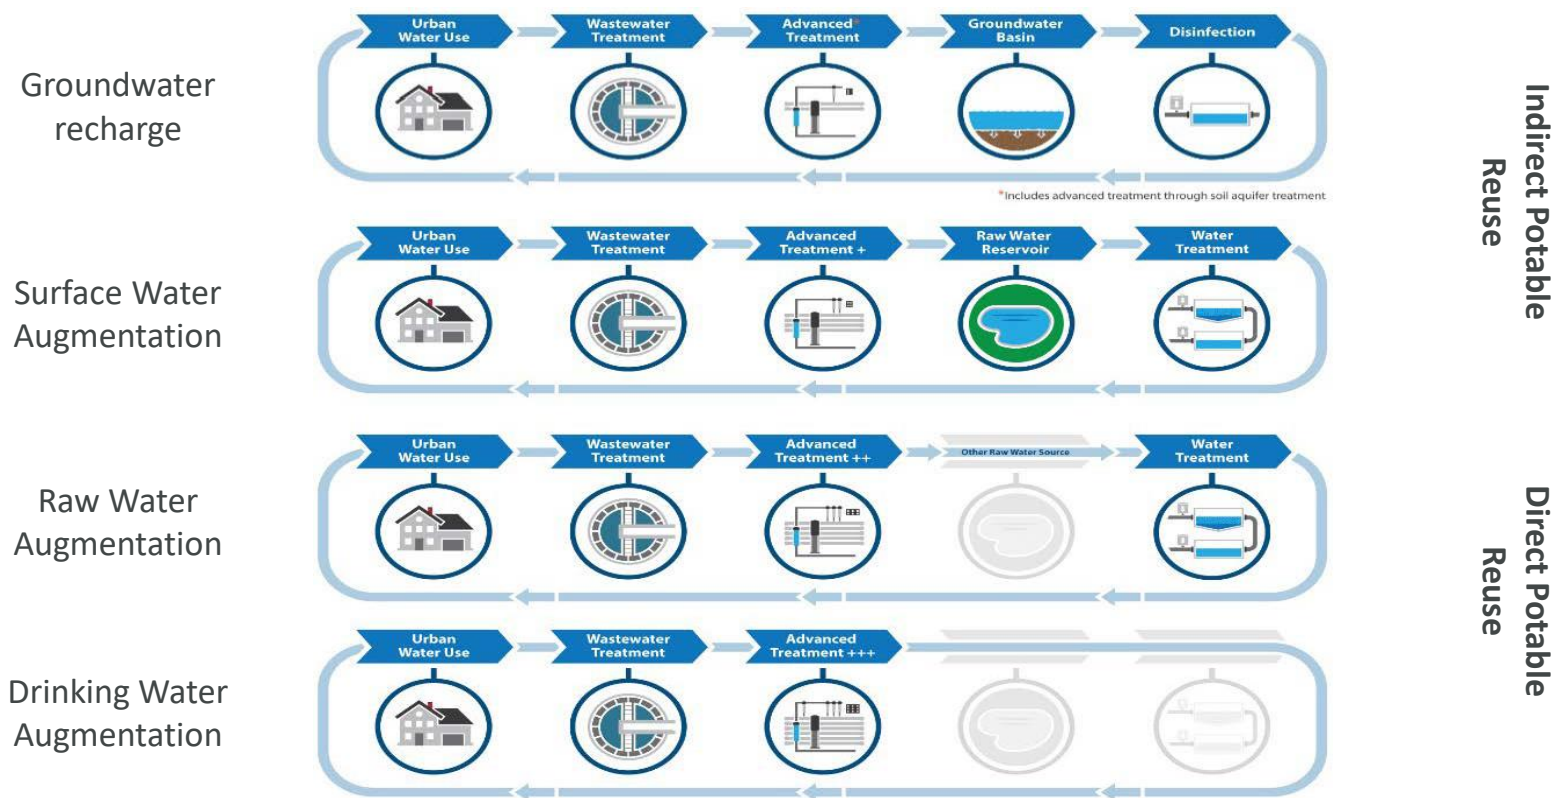 Groundwater
recharge
Urban
Water Use
Wastewater
Treatment
Advanced*
Treatment
Groundwater
Basin
Disinfection
*Includes advanced treatment through soil aquifer treatment
Surface Water
Augmentation
Urban
Water Use
Wastewater
Treatment
Advanced
Treatment +
Raw Water
Reservoir
Water
Treatment
Indirect Potable
Reuse
Raw Water
Augmentation
Urban
Water Use
Wastewater
Treatment
Advanced
Treatment ++
Other Raw Water Source
Water
Treatment
Drinking Water
Augmentation
Urban
Water Use
Wastewater
Treatment
Advanced
Treatment +++
Direct Potable
Reuse